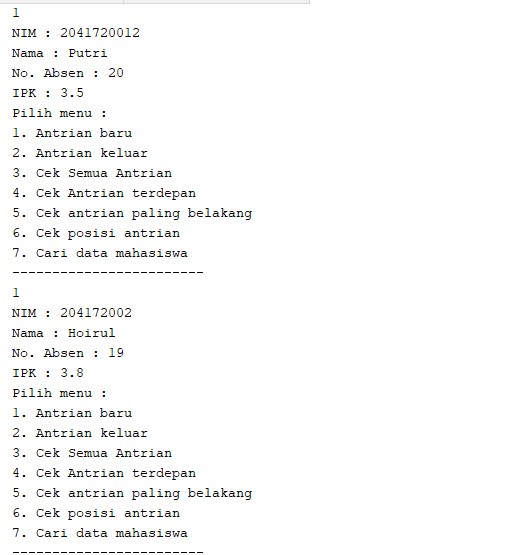 1
NIM : 2041720012
Nama : Putri
No. Absen : 20
IPK : 3.5
Pilih menu :
1. Antrian baru
2. Antrian keluar
3. Cek Semua Antrian
4. Cek Antrian terdepan
5. Cek antrian paling belakang
6. Cek posisi antrian
7. Cari data mahasiswa
------------------------
1
NIM : 204172002
Nama : Hoirul
No. Absen : 19
IPK : 3.8
Pilih menu :
1. Antrian baru
2. Antrian keluar
3. Cek Semua Antrian
4. Cek Antrian terdepan
5. Cek antrian paling belakang
6. Cek posisi antrian
7. Cari data mahasiswa
------------------------